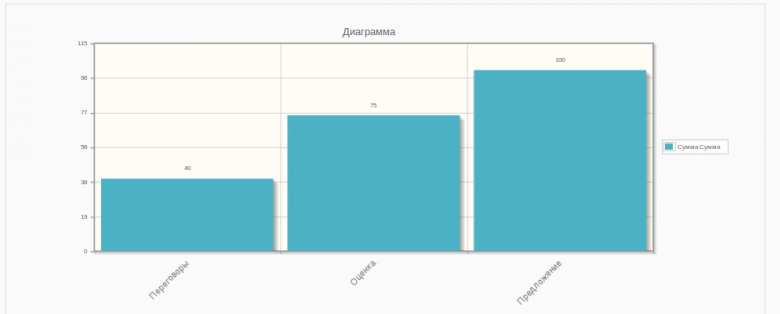 Диаграмма
115
96
77
58
38
19
0
40
75
100
Переговоры
Оценка
Предложение
Сумма Сумма